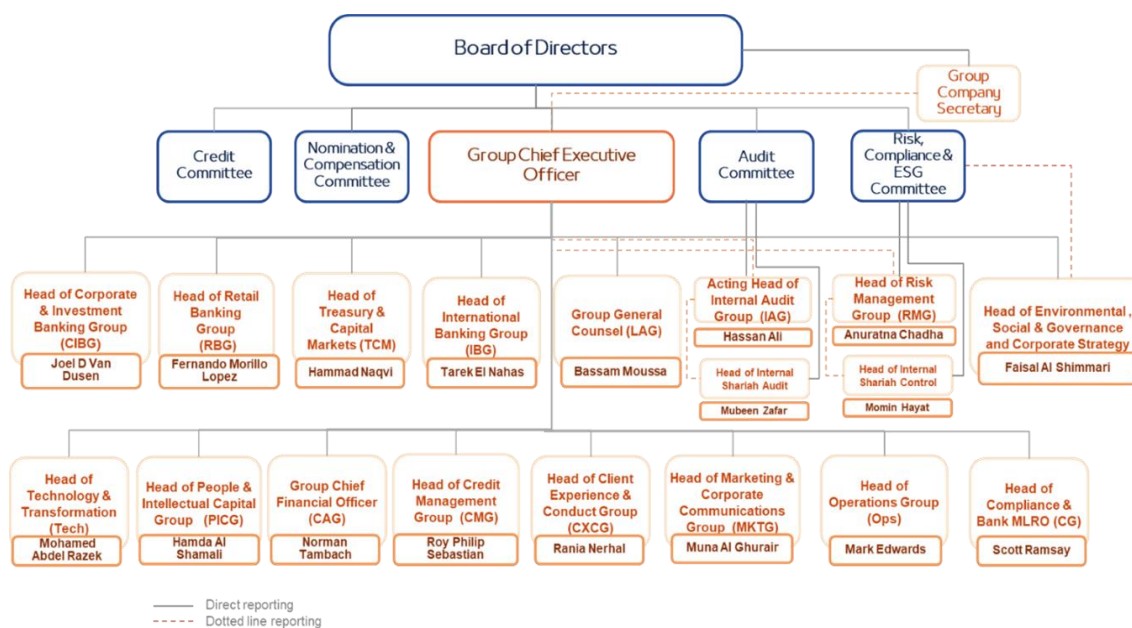 Board of Directors
Group
Company
Secretary
Credit
Committee
Nomination &
Compensation
Committee
Group Chief Executive
Officer
Audit
Committee
Risk,
Compliance &
ESG
Committee
Head of Corporate
& Investment
Banking Group
(CIBG)
Joel D Van
Dusen
Head of Retail
Banking
Group
(RBG)
Fernando Morillo
Lopez
Head of
Treasury &
Capital
Markets (TCM)
Hammad Naqvi
Head of
International
Banking Group
(IBG)
Tarek El Nahas
Group General
Counsel (LAG)
Bassam Moussa
Acting Head of
Internal Audit
Group (IAG)
Hassan Ali
Head of Internal
Shariah Audit
Mubeen Zafar
Head of Risk
Management
Group (RMG)
Anuratna Chadha
Head of Internal
Shariah Control
Momin Hayat
Head of Environmental ,
Social & Governance
and Corporate Strategy
Faisal Al Shimmari
Head of
Technology &
Transformation
(Tech)
Mohamed
Abdel Razek
Head of People &
Intellectual Capital
Group (PICG)
Hamda Al
Shamali
Group Chief
Financial Officer
(CAG)
Norman
Tambach
Head of Credit
Management
Group (CMG)
Roy Philip
Sebastian
Head of Client
Experience &
Conduct Group
(CXCG)
Rania Nerhal
Head of Marketing &
Corporate
Communications
Group (MKTG)
Muna Al Ghurair
Head of
Operations Group
(Ops)
Mark Edwards
Head of
Compliance &
Bank MLRO (CG)
Scott Ramsay
Direct reporting
Dotted line reporting